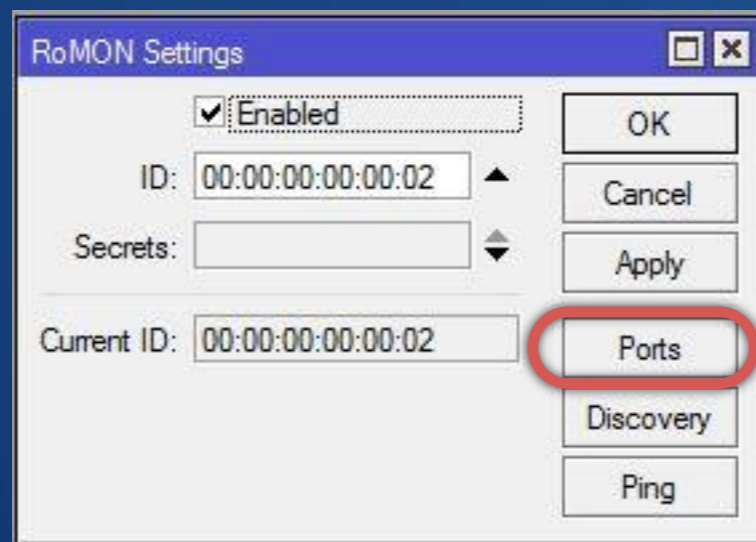 RoMON Settings
Enabled
OK
ID: 00:00:00:00:00:02
Cancel
Secrets:
Apply
Current ID: 00:00:00:00:00:02
Ports
Discovery
Ping